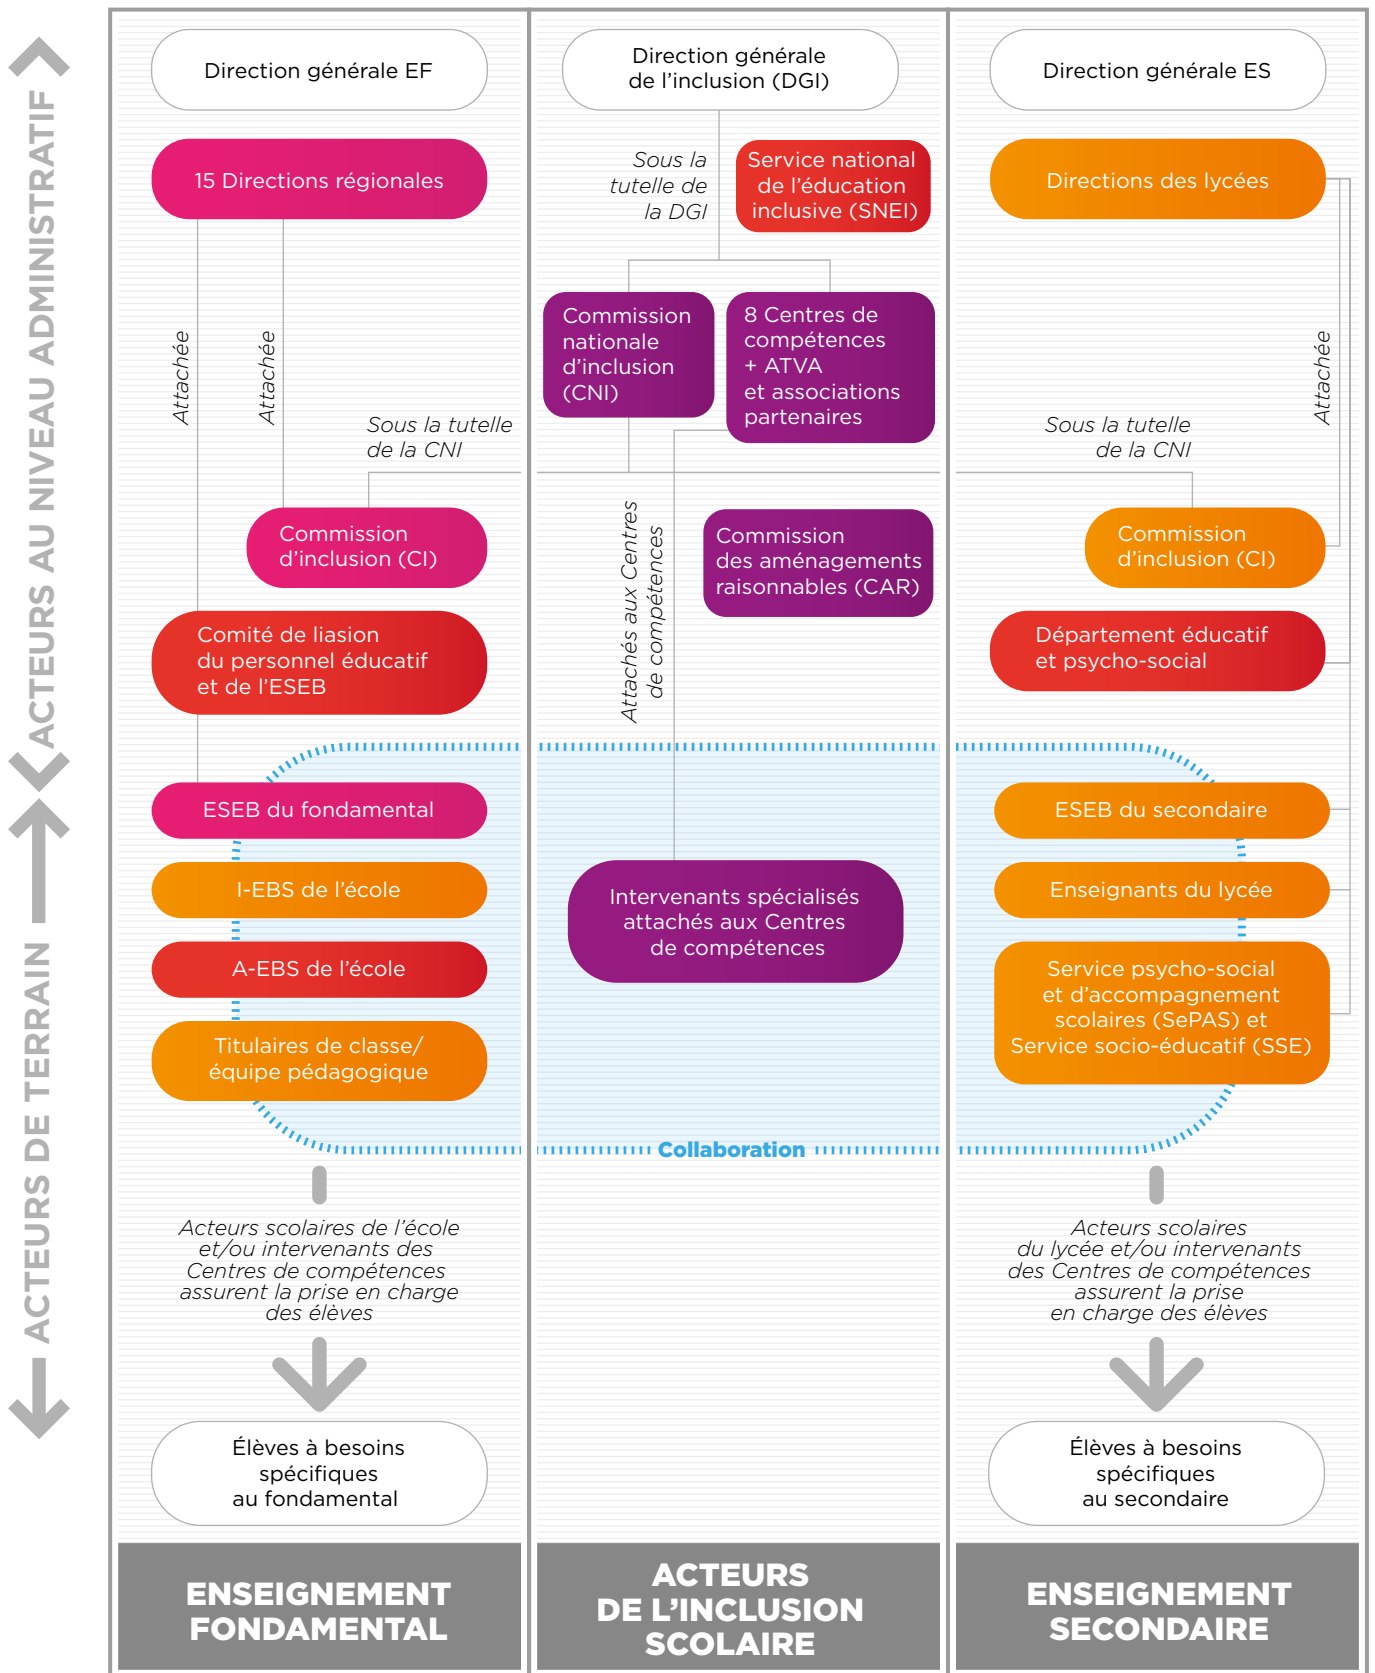 ACTEURS AU NIVEAU ADMINISTRATIF
ACTEURS DE TERRAIN
Direction générale EF
15 Directions régionales
Attachée
Attachée
Sous la tutelle
de la CNI
Commission
d'inclusion (CI)
Comité de liasion
du personnel éducatif
et de l'ESEB
ESEB du fondamental
I-EBS de l'école
A-EBS de l'école
Titulaires de classe/
équipe pédagogique
Acteurs scolaires de l'école
et/ou intervenants des
Centres de compétences
assurent la prise en charge
des élèves
Élèves à besoins
spécifiques
au fondamental
ENSEIGNEMENT
FONDAMENTAL
Direction générale
de l'inclusion (DGI)
Sous la
tutelle de
la DGI
Service national
de l'éducation
inclusive (SNEI)
Commission
nationale
d'inclusion
(CNI)
8 Centres de
compétences
+ ATVA
et associations
partenaires
Attachés aux Centres
de compétences
Commission
des aménagements
raisonnables (CAR)
Intervenants spécialisés
attachés aux Centres
de compétences
Collaboration
ACTEURS
DE L'INCLUSION
SCOLAIRE
Direction générale ES
Directions des lycées
Attachée
Sous la tutelle
de la CNI
Commission
d'inclusion (CI)
Département éducatif
et psycho-social
ESEB du secondaire
Enseignants du lycée
Service psycho-social
et d'accompagnement
scolaires (SePAS) et
Service socio-éducatif (SSE)
Acteurs scolaires
du lycée et/ou intervenants
des Centres de compétences
assurent la prise
en charge des élèves
Élèves à besoins
spécifiques
au secondaire
ENSEIGNEMENT
SECONDAIRE